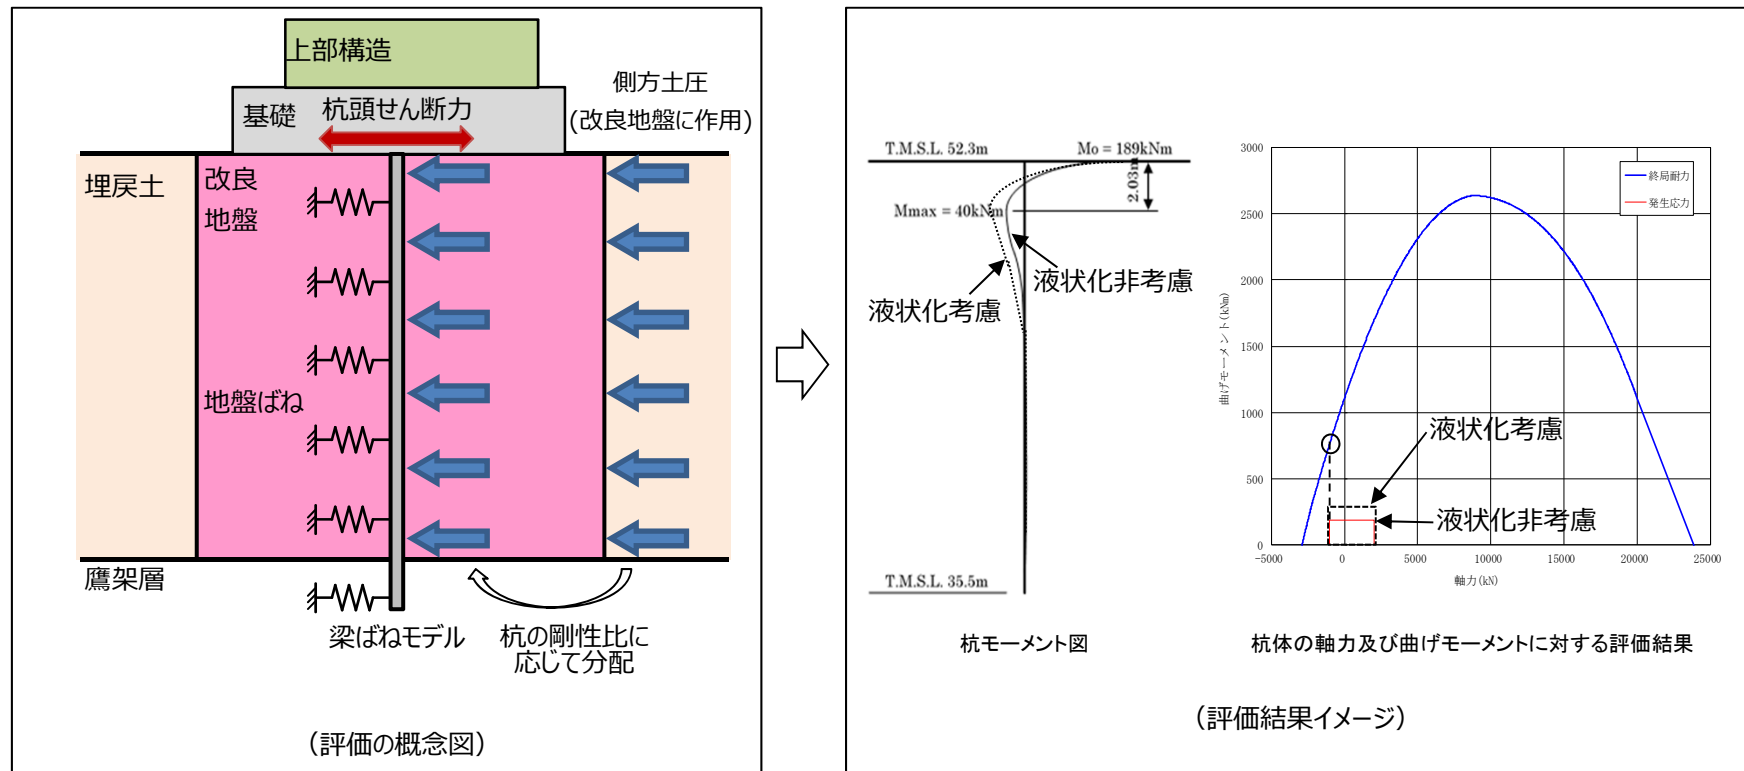 上部構造
基礎
杭頭せん断力
側方土圧
(改良地盤に作用)
埋戻土
改良
地盤
地盤ばね
鷹架層
梁ばねモデル
杭の剛性比に
応じて分配
(評価の概念図)
T.M.S.L. 52.3m
Mo = 189kNm
2.03m
Mmax = 40kNm
液状化非考慮
液状化考慮
T.M.S.L. 35.5m
杭モーメント図
3000
2500
2000
1500
1000
500
0
曲げモーメント(kNm)
終局耐力
発生応力
液状化考慮
液状化非考慮
-5000 0 5000 10000 15000 20000 25000
軸力(kN)
杭体の軸力及び曲げモーメントに対する評価結果
(評価結果イメージ)